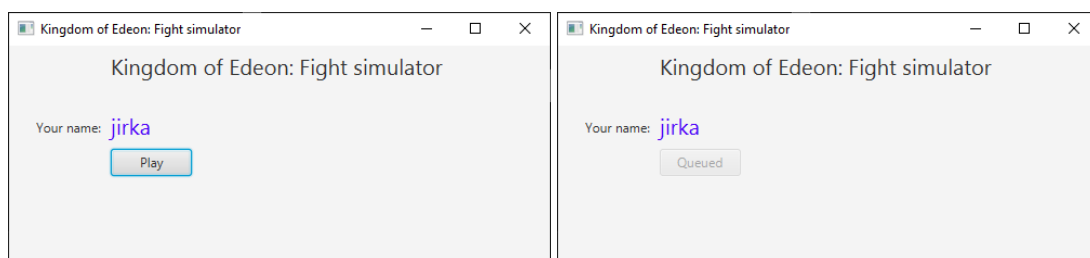 Kingdom of Edeon: Fight simulator
Kingdom of Edeon: Fight simulator
Your name: jirka
Play
Kingdom of Edeon: Fight simulator
Kingdom of Edeon: Fight simulator
Your name: jirka
Queued